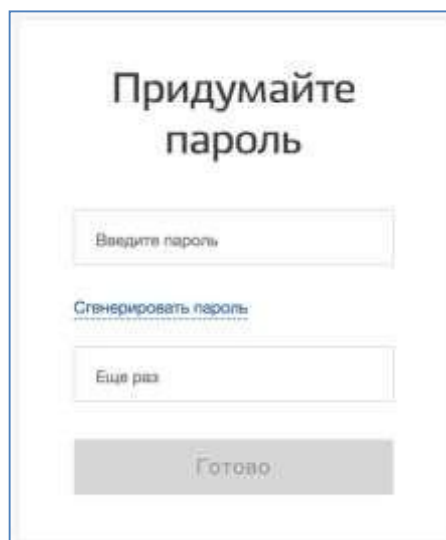 Придумайте
пароль
Введите пароль
Сгенерировать пароль
Еще раз
Готово